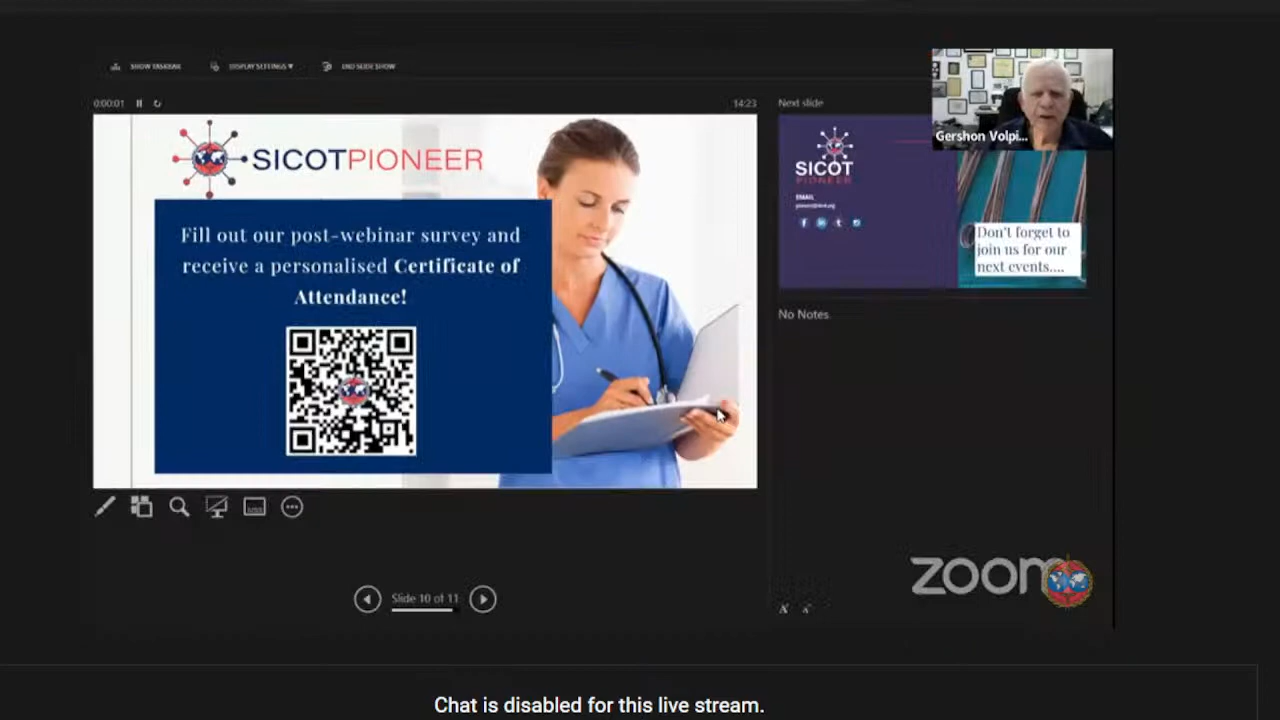 SHOW TASKBAR
DISPLAY SETTINGS ▾
END SLIDE SHOW
0:00:01
14:23
Next slide
SICOTPIONEER
Fill out our post-webinar survey and
receive a personalised Certificate of
Attendance!
SICOT
PIONEER
EMAIL
Gershon Volpi...
Don't forget to
join us for our
next events....
No Notes
Slide 10 of 11
A A
zoom
Chat is disabled for this live stream.